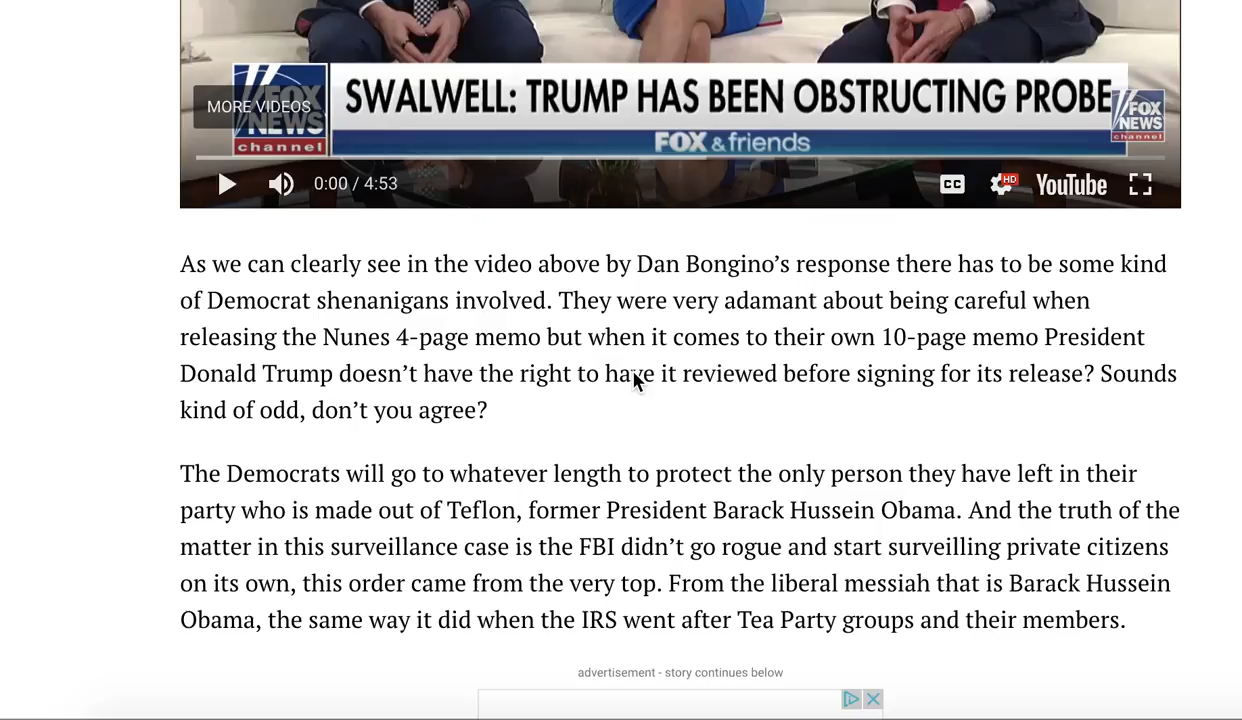 FOX
NEWS
channel
MORE VIDEOS
SWALWELL: TRUMP HAS BEEN OBSTRUCTING PROBE
FOX & friends
FOX
NEWS
channel
0:00 / 4:53
CC
HD
YouTube
As we can clearly see in the video above by Dan Bongino’s response there has to be some kind
of Democrat shenanigans involved. They were very adamant about being careful when
releasing the Nunes 4-page memo but when it comes to their own 10-page memo President
Donald Trump doesn’t have the right to have it reviewed before signing for its release? Sounds
kind of odd, don’t you agree?
The Democrats will go to whatever length to protect the only person they have left in their
party who is made out of Teflon, former President Barack Hussein Obama. And the truth of the
matter in this surveillance case is the FBI didn’t go rogue and start surveilling private citizens
on its own, this order came from the very top. From the liberal messiah that is Barack Hussein
Obama, the same way it did when the IRS went after Tea Party groups and their members.
advertisement - story continues below